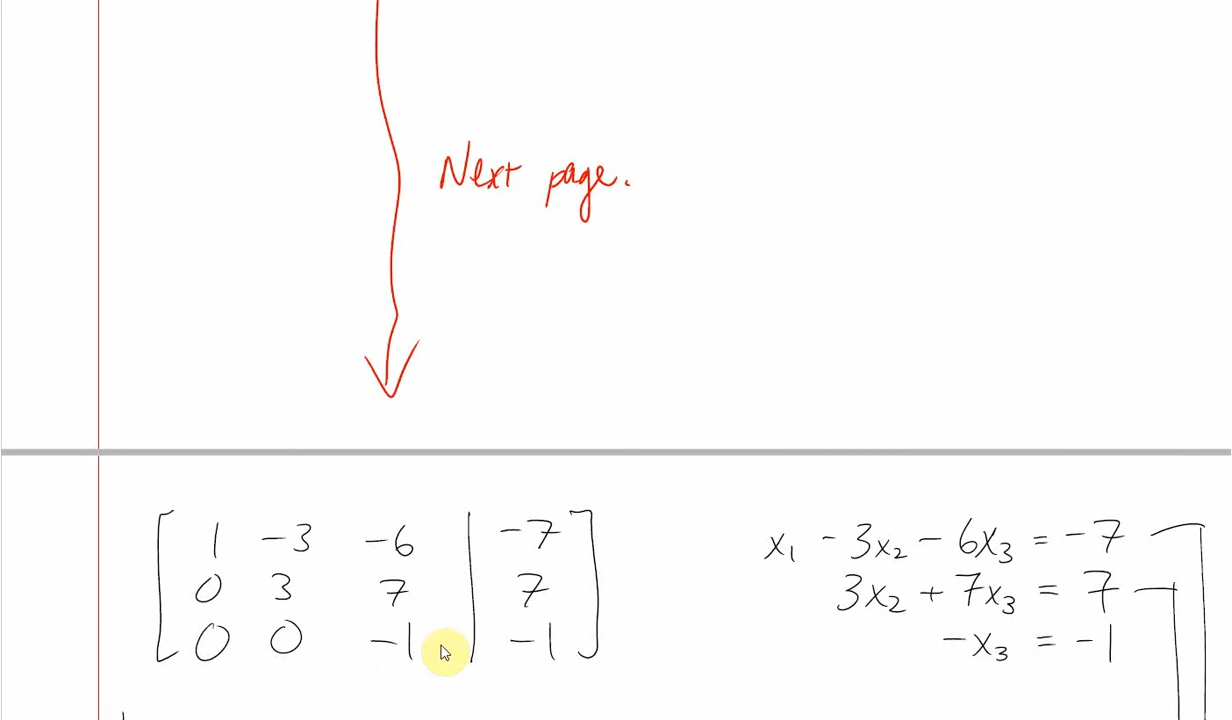 Next page.
1 -3 -6 | -7
0 3 7 | 7
0 0 -1 | -1
x₁ - 3x₂ - 6x₃ = -7
3x₂ + 7x₃ = 7
-x₃ = -1